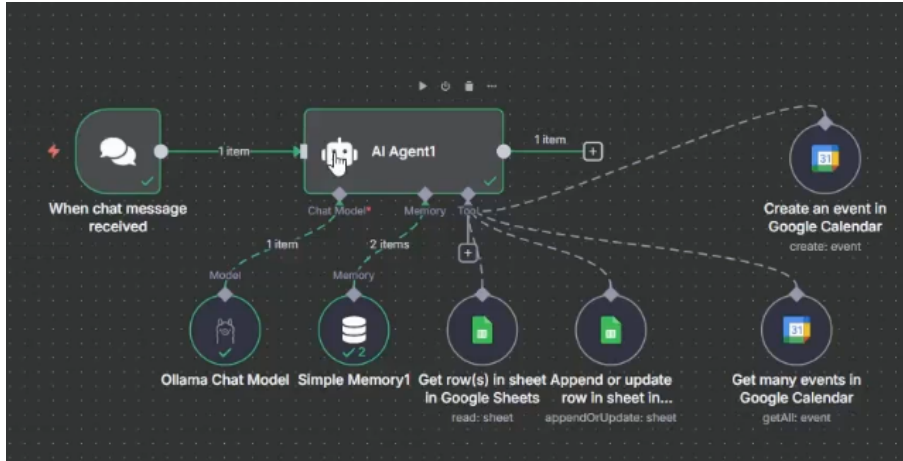 1 item
AI Agent1
1 item
When chat message
received
Chat Model*
Memory
Tool
1 item
2 items
Model
Memory
31
Create an event in
Google Calendar
create: event
2
31
Ollama Chat Model
Simple Memory1
Get row(s) in sheet
in Google Sheets
read: sheet
Append or update
row in sheet in...
appendOrUpdate: sheet
Get many events in
Google Calendar
getAll: event